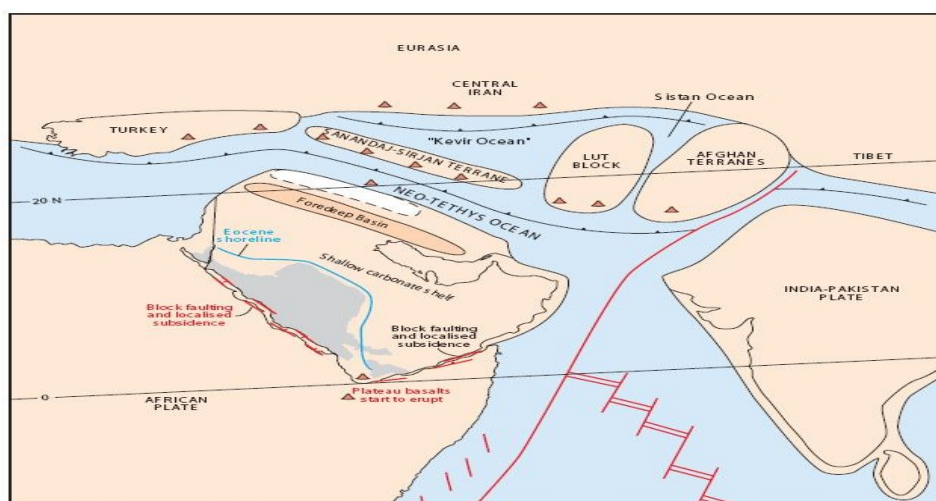 EURASIA
CENTRAL
IRAN
Sistan Ocean
TURKEY
"Kevir Ocean"
SANANDAJ-SIRJAN TERRANE
LUT
BLOCK
AFGHAN
TERRANES
TIBET
20 N
NEO-TETHYS OCEAN
Foredeep Basin
Eocene
shoreline
Shallow carbonate shelf
INDIA-PAKISTAN
PLATE
Block faulting
and localised
subsidence
Block faulting
and localised
subsidence
0
AFRICAN
PLATE
Plateau basalts
start to erupt